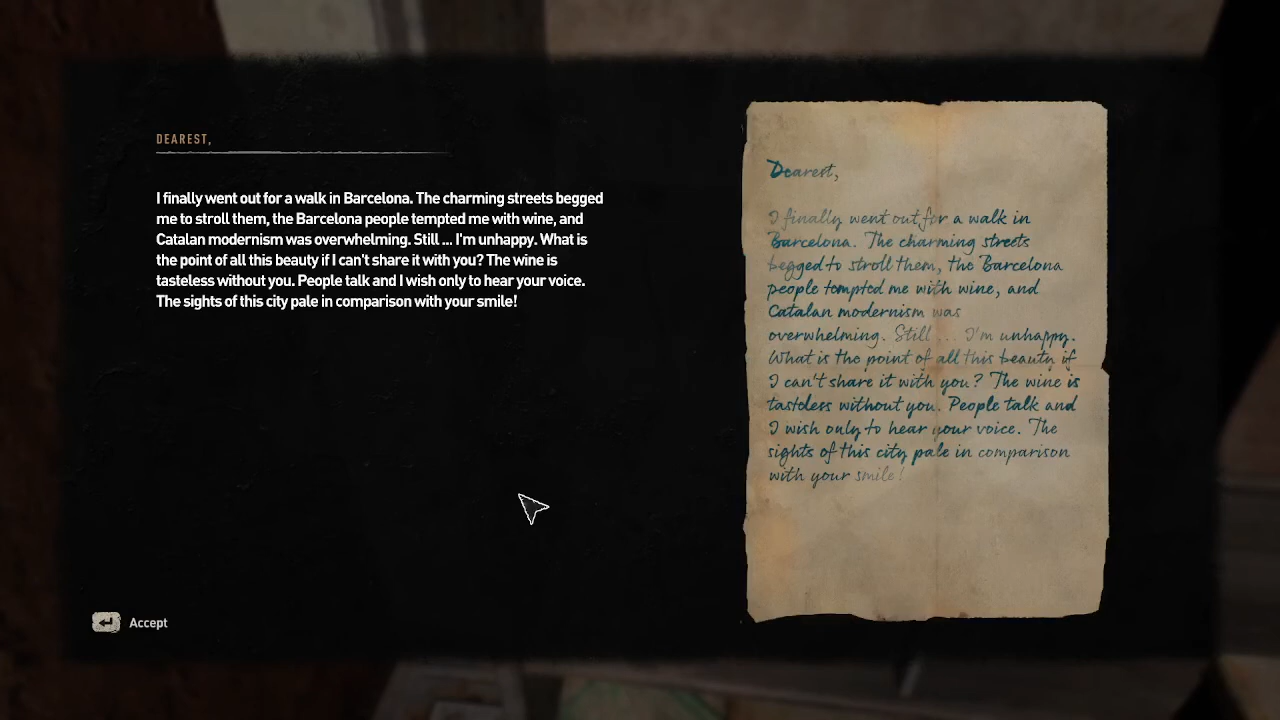 DEAREST,
I finally went out for a walk in Barcelona. The charming streets begged
me to stroll them, the Barcelona people tempted me with wine, and
Catalan modernism was overwhelming. Still ... I'm unhappy. What is
the point of all this beauty if I can't share it with you? The wine is
tasteless without you. People talk and I wish only to hear your voice.
The sights of this city pale in comparison with your smile!
Accept
Dearest,
I finally went out for a walk in
Barcelona. The charming streets
begged to stroll them, the Barcelona
people tempted me with wine, and
Catalan modernism was
overwhelming. Still ... I'm unhappy.
What is the point of all this beauty if
I can't share it with you? The wine is
tasteless without you. People talk and
I wish only to hear your voice. The
sights of this city pale in comparison
with your smile!